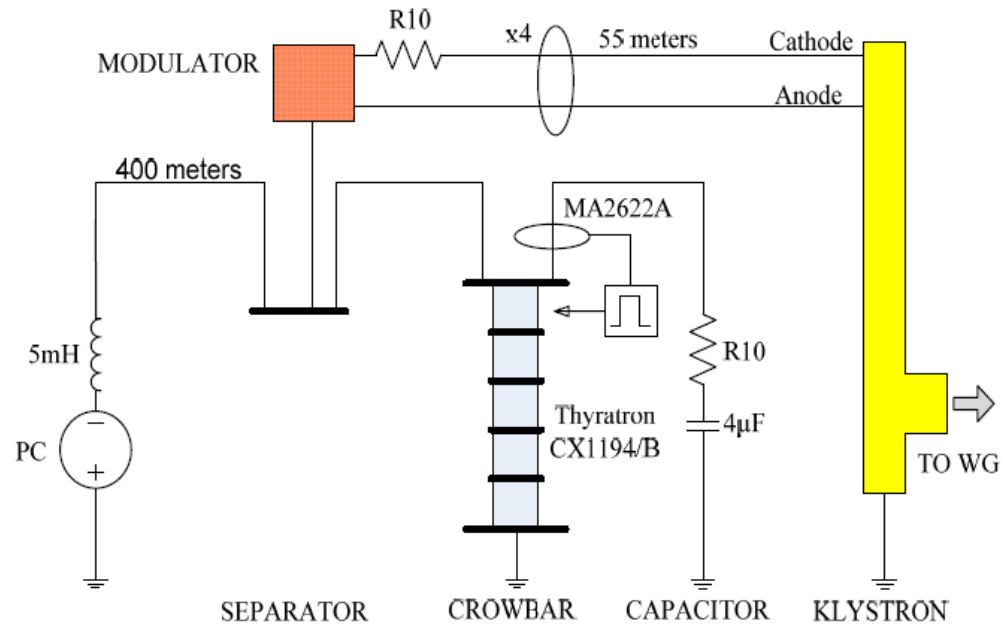 R10
x4
55 meters
Cathode
MODULATOR
Anode
400 meters
MA2622A
5mH
R10
Thyratron
CX1194/B
4μF
PC
−
+
TO WG
SEPARATOR
CROWBAR
CAPACITOR
KLYSTRON